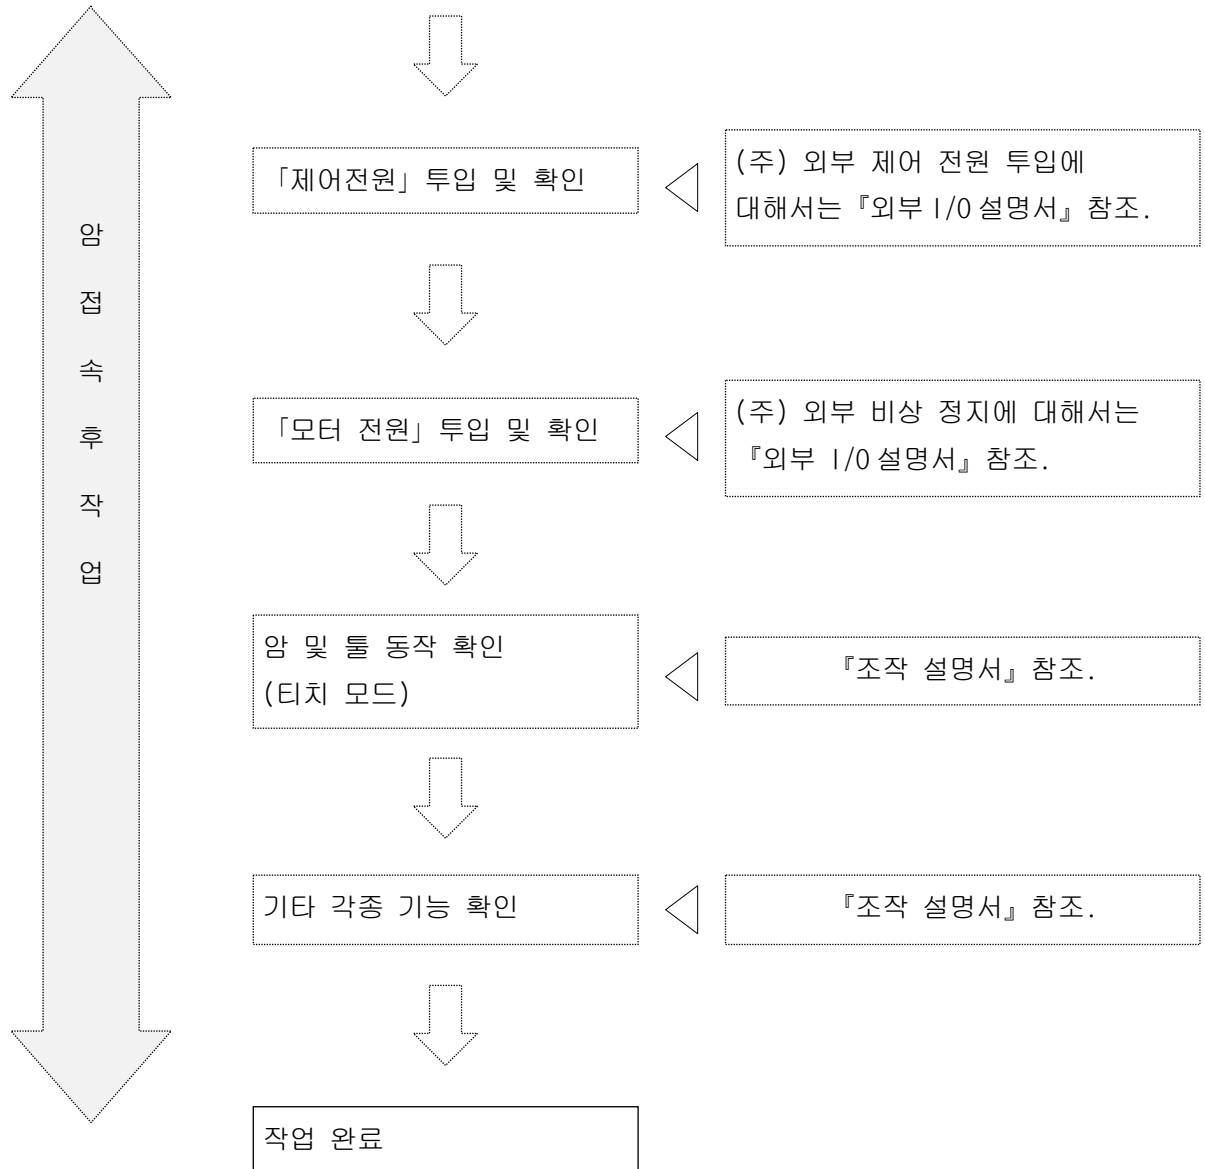 암
접
속
후
작
업
「제어전원」 투입 및 확인
(주) 외부 제어 전원 투입에
대해서는『외부 I/O 설명서』참조.
「모터 전원」 투입 및 확인
(주) 외부 비상 정지에 대해서는
『외부 I/O 설명서』참조.
암 및 툴 동작 확인
(티치 모드)
『조작 설명서』참조.
기타 각종 기능 확인
『조작 설명서』참조.
작업 완료